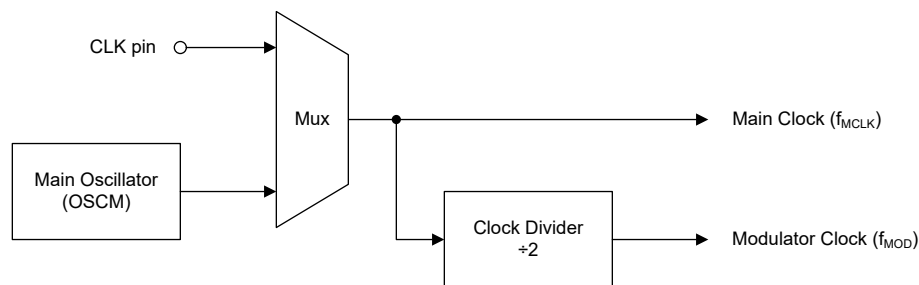 CLK pin
Mux
Main Clock (fMCLK)
Main Oscillator
(OSCM)
Clock Divider
÷2
Modulator Clock (fMOD)